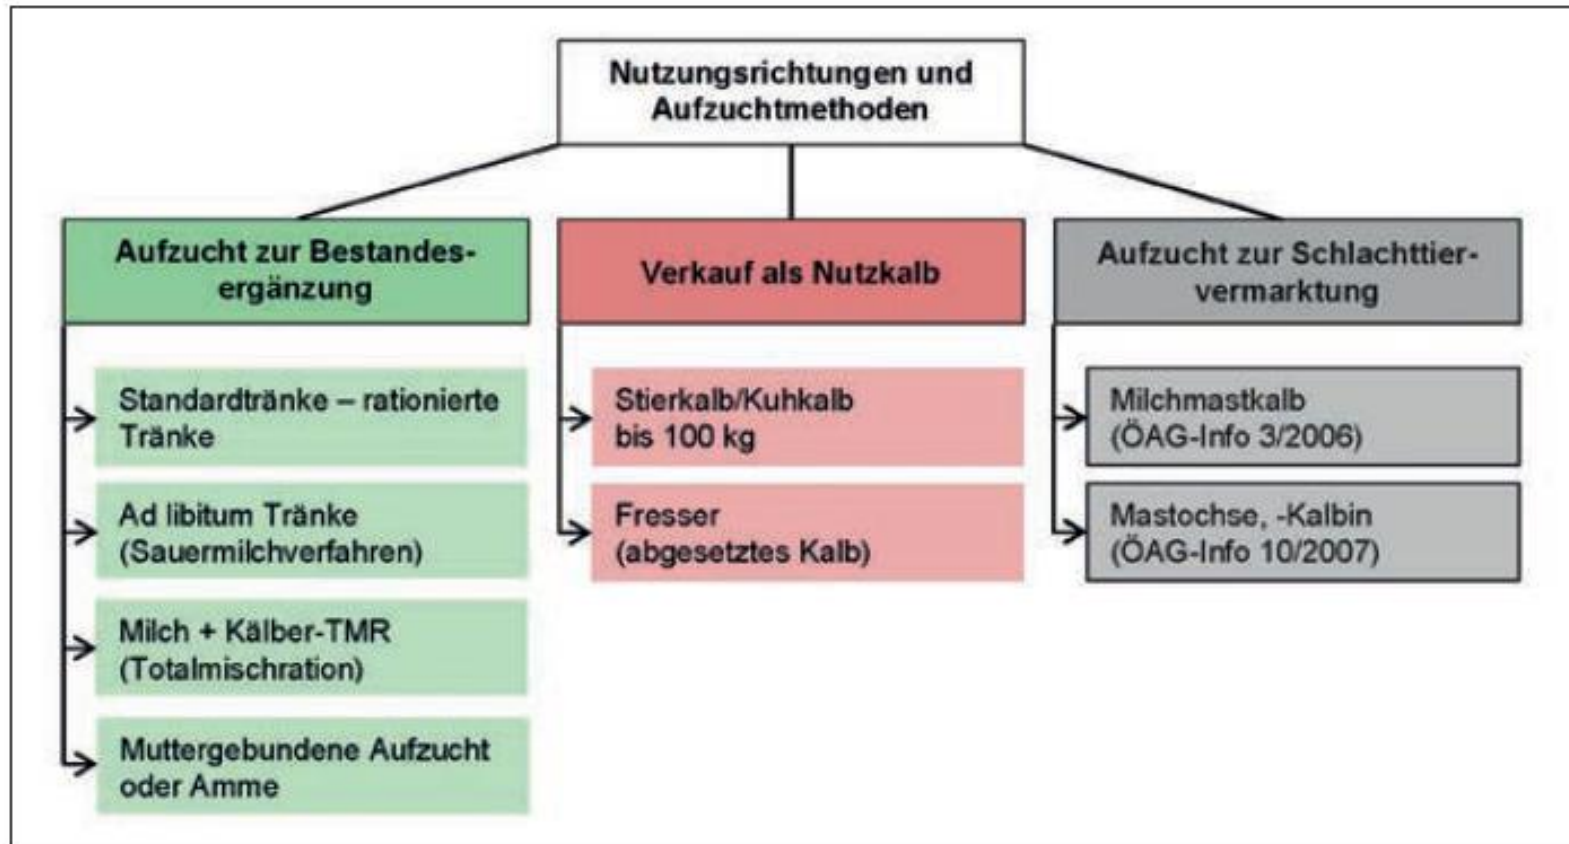 Nutzungsrichtungen und
Aufzuchtmethoden
Aufzucht zur Bestandes-
ergänzung
Standardtränke – rationierte
Tränke
Ad libitum Tränke
(Sauermilchverfahren)
Milch + Kälber-TMR
(Totalmischration)
Muttergebundene Aufzucht
oder Amme
Verkauf als Nutzkalb
Stierkalb/Kuhkalb
bis 100 kg
Fresser
(abgesetztes Kalb)
Aufzucht zur Schlachttier-
vermarktung
Milchmastkalb
(ÖAG-Info 3/2006)
Mastochse, -Kalbin
(ÖAG-Info 10/2007)